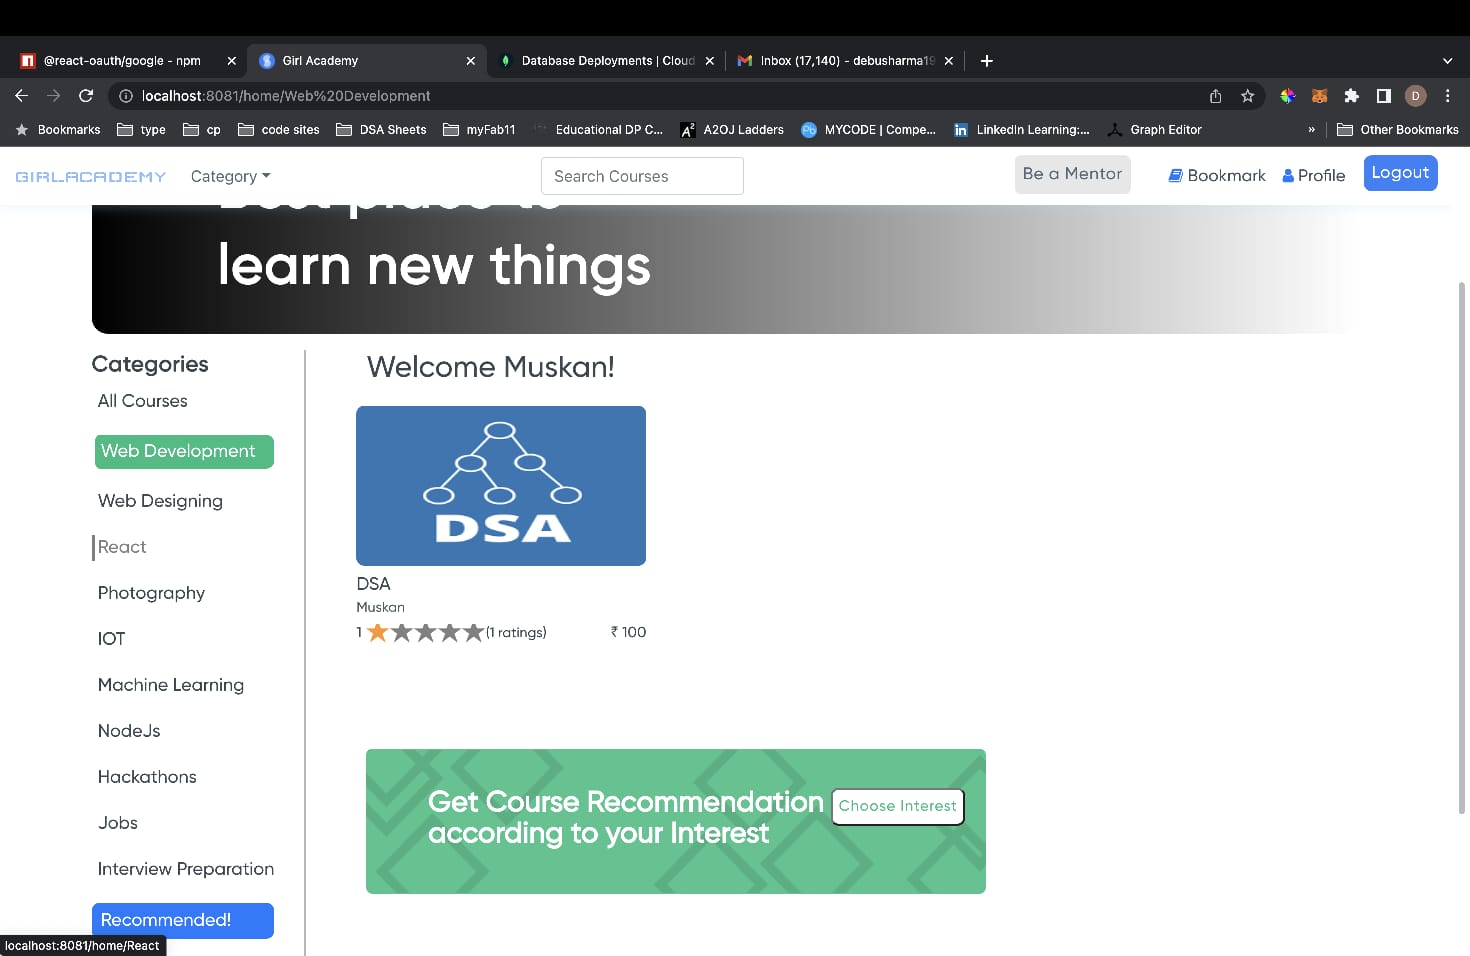 @react-oauth/google - npm
Girl Academy
Database Deployments | Cloud
Inbox (17,140) - debusharma19
localhost:8081/home/Web%20Development
D
Bookmarks
type
cp
code sites
DSA Sheets
myFab11
Educational DP C...
A2OJ Ladders
MYCODE | Compe...
LinkedIn Learning:...
Graph Editor
»
Other Bookmarks
GIRLACADEMY
Category
Search Courses
Be a Mentor
Bookmark
Profile
Logout
Best place to
learn new things
Categories
All Courses
Web Development
Web Designing
React
Photography
IOT
Machine Learning
NodeJs
Hackathons
Jobs
Interview Preparation
Recommended!
Welcome Muskan!
DSA
DSA
Muskan
1 (1 ratings) ₹ 100
Get Course Recommendation
according to your Interest
Choose Interest
localhost:8081/home/React